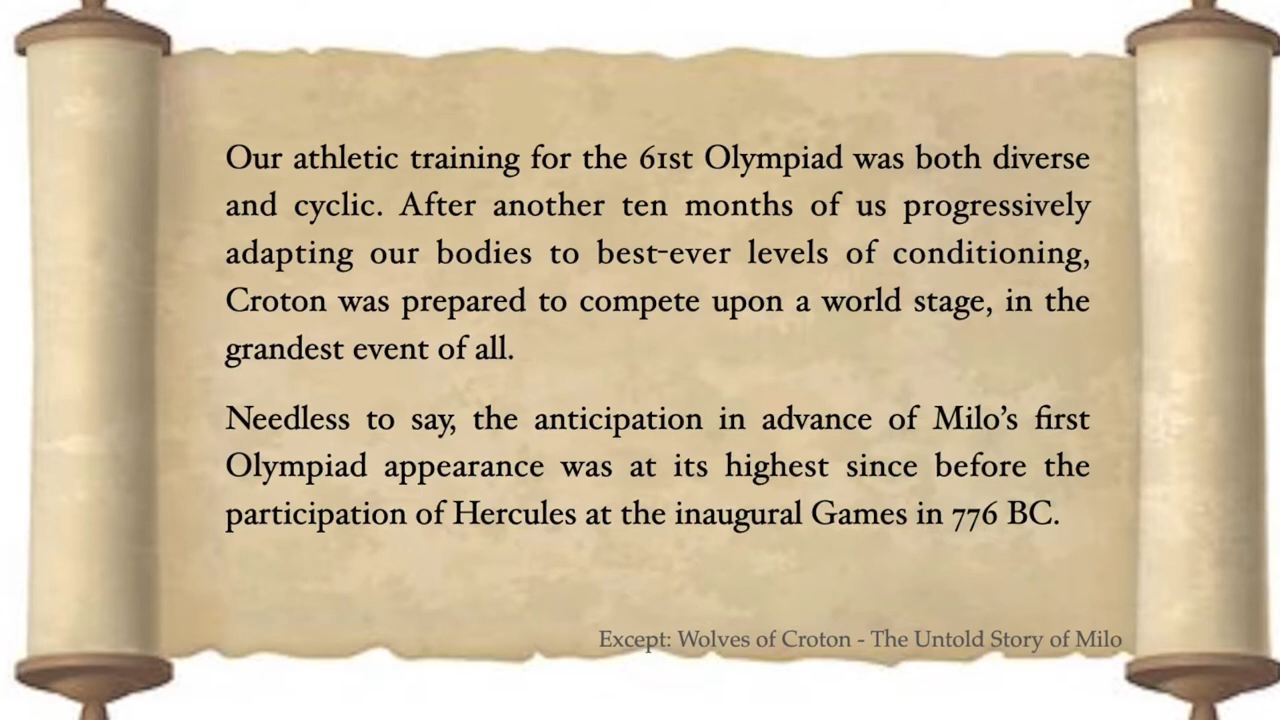 Our athletic training for the 61st Olympiad was both diverse
and cyclic. After another ten months of us progressively
adapting our bodies to best-ever levels of conditioning,
Croton was prepared to compete upon a world stage, in the
grandest event of all.
Needless to say, the anticipation in advance of Milo’s first
Olympiad appearance was at its highest since before the
participation of Hercules at the inaugural Games in 776 BC.
Except: Wolves of Croton - The Untold Story of Milo